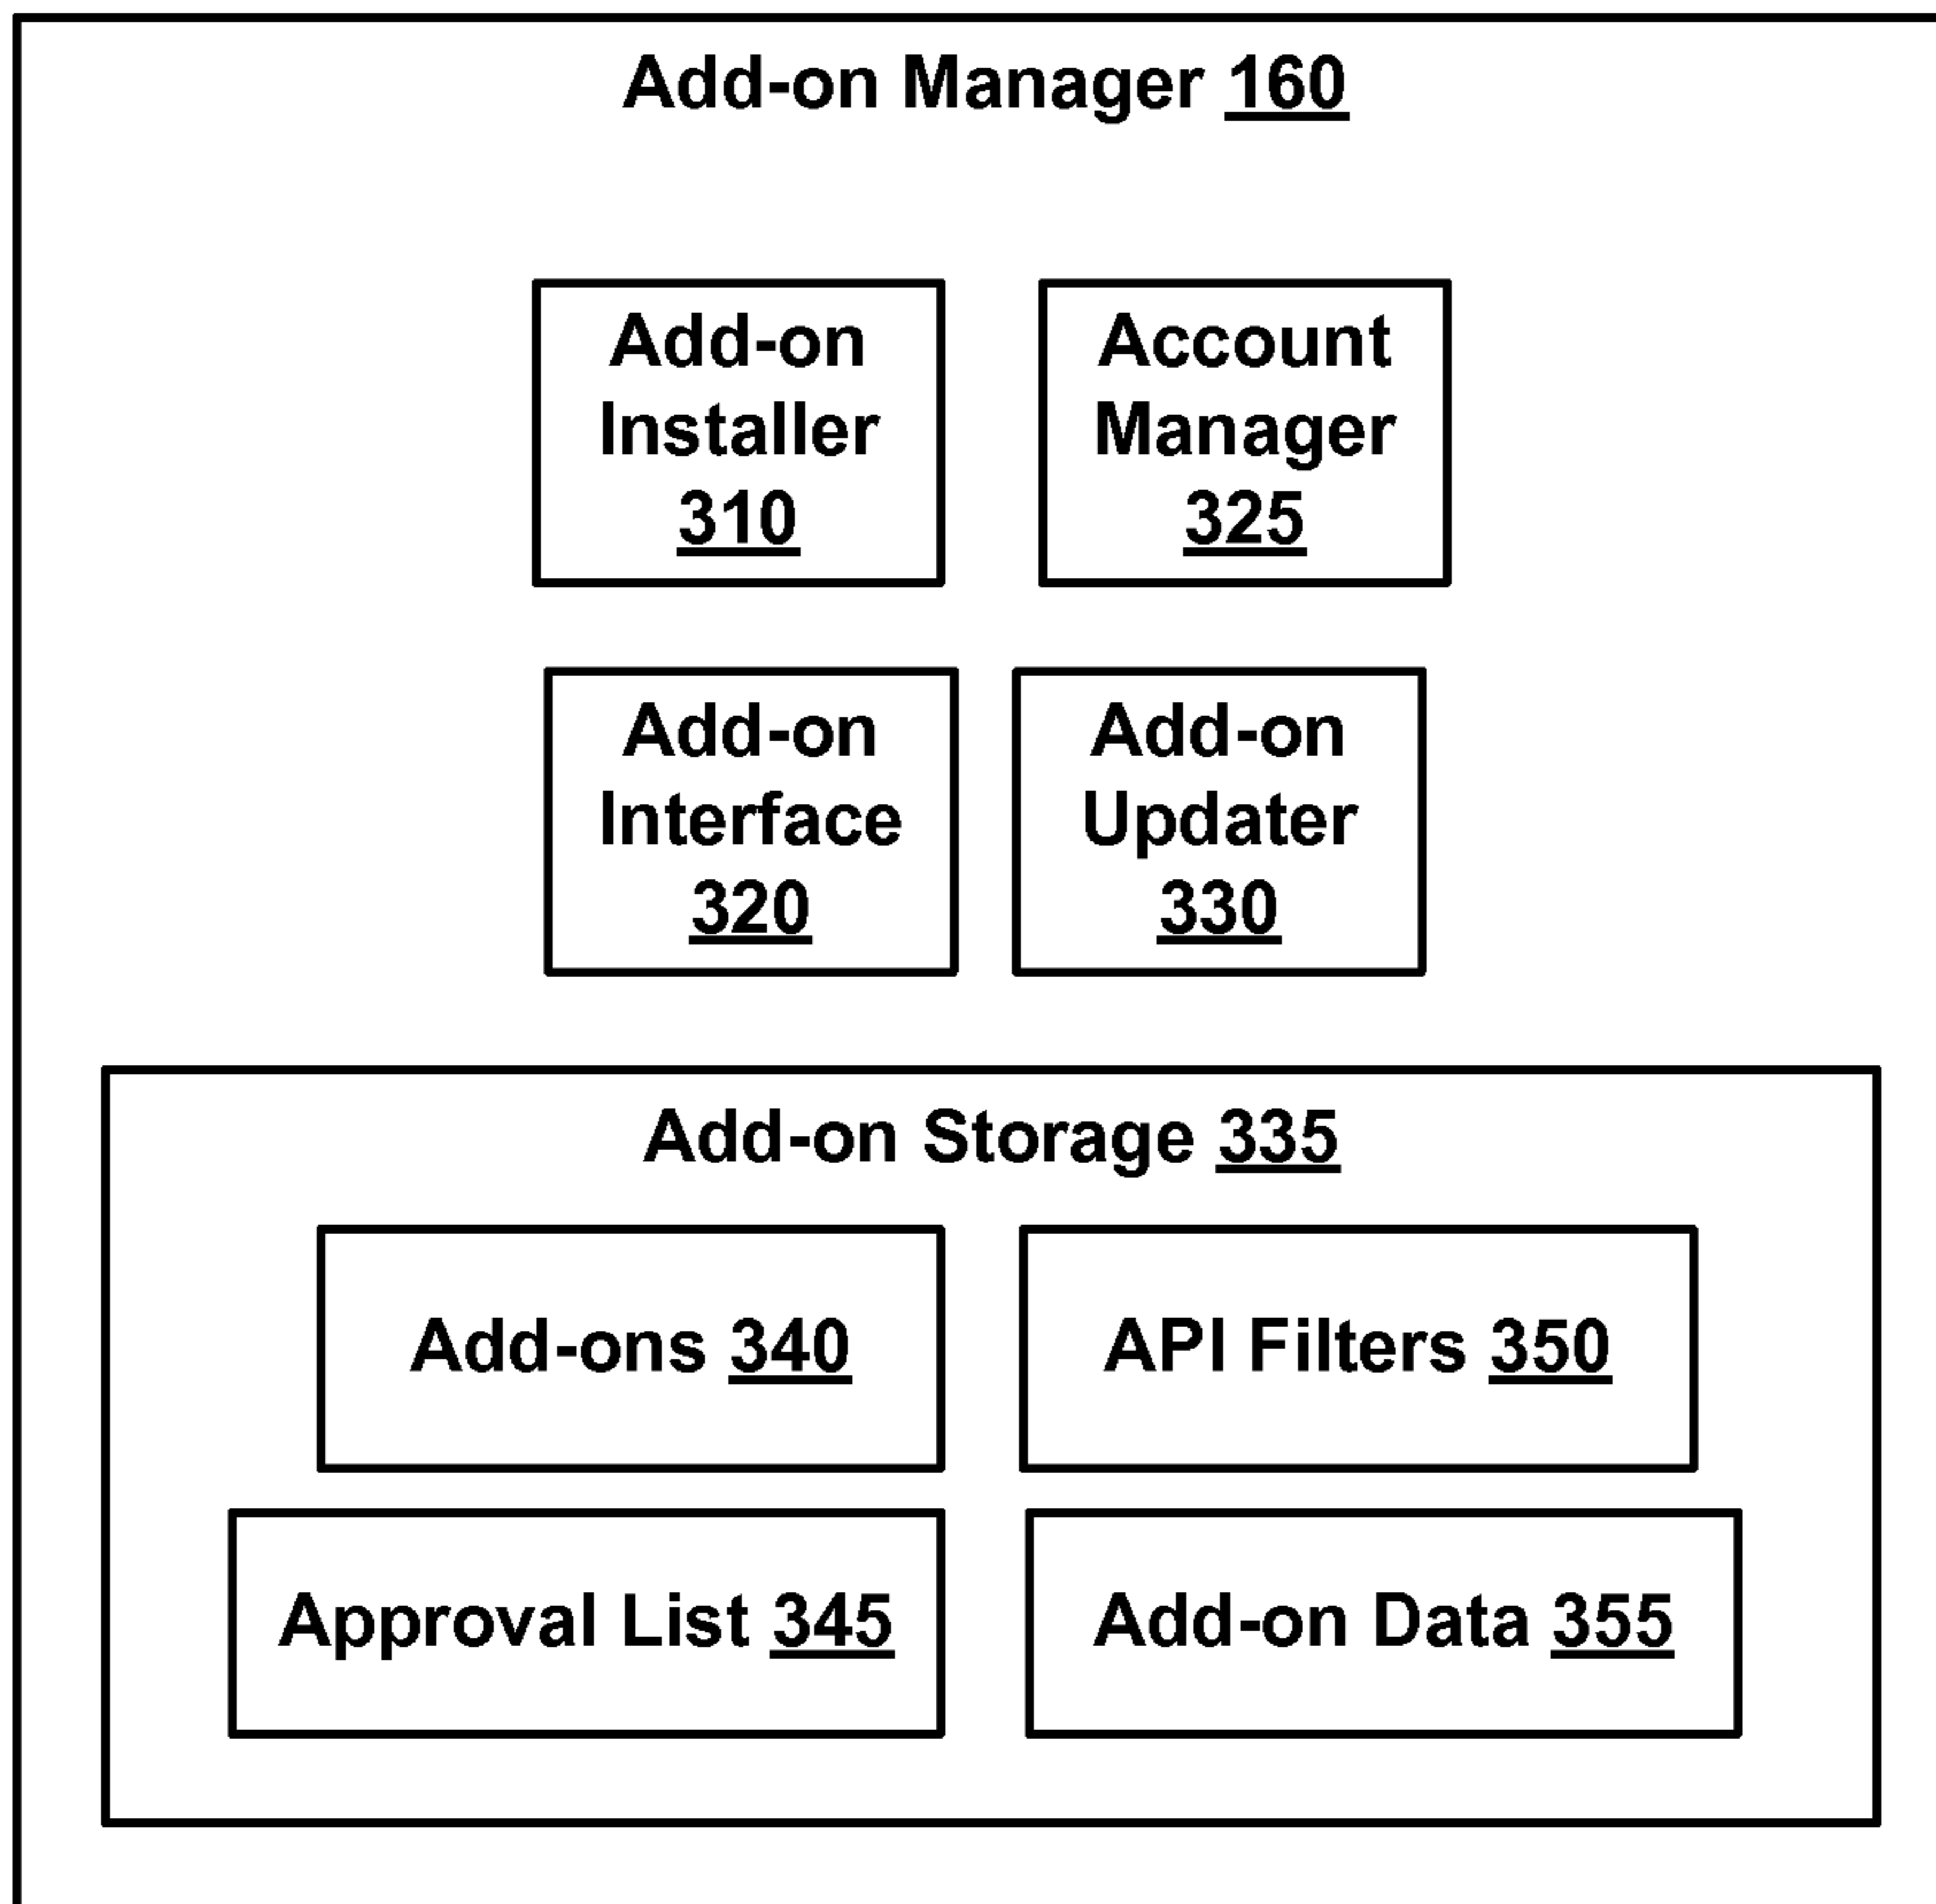 Add-on Manager 160
Add-on
Installer
310
Account
Manager
325
Add-on
Interface
320
Add-on
Updater
330
Add-on Storage 335
Add-ons 340
API Filters 350
Approval List 345
Add-on Data 355